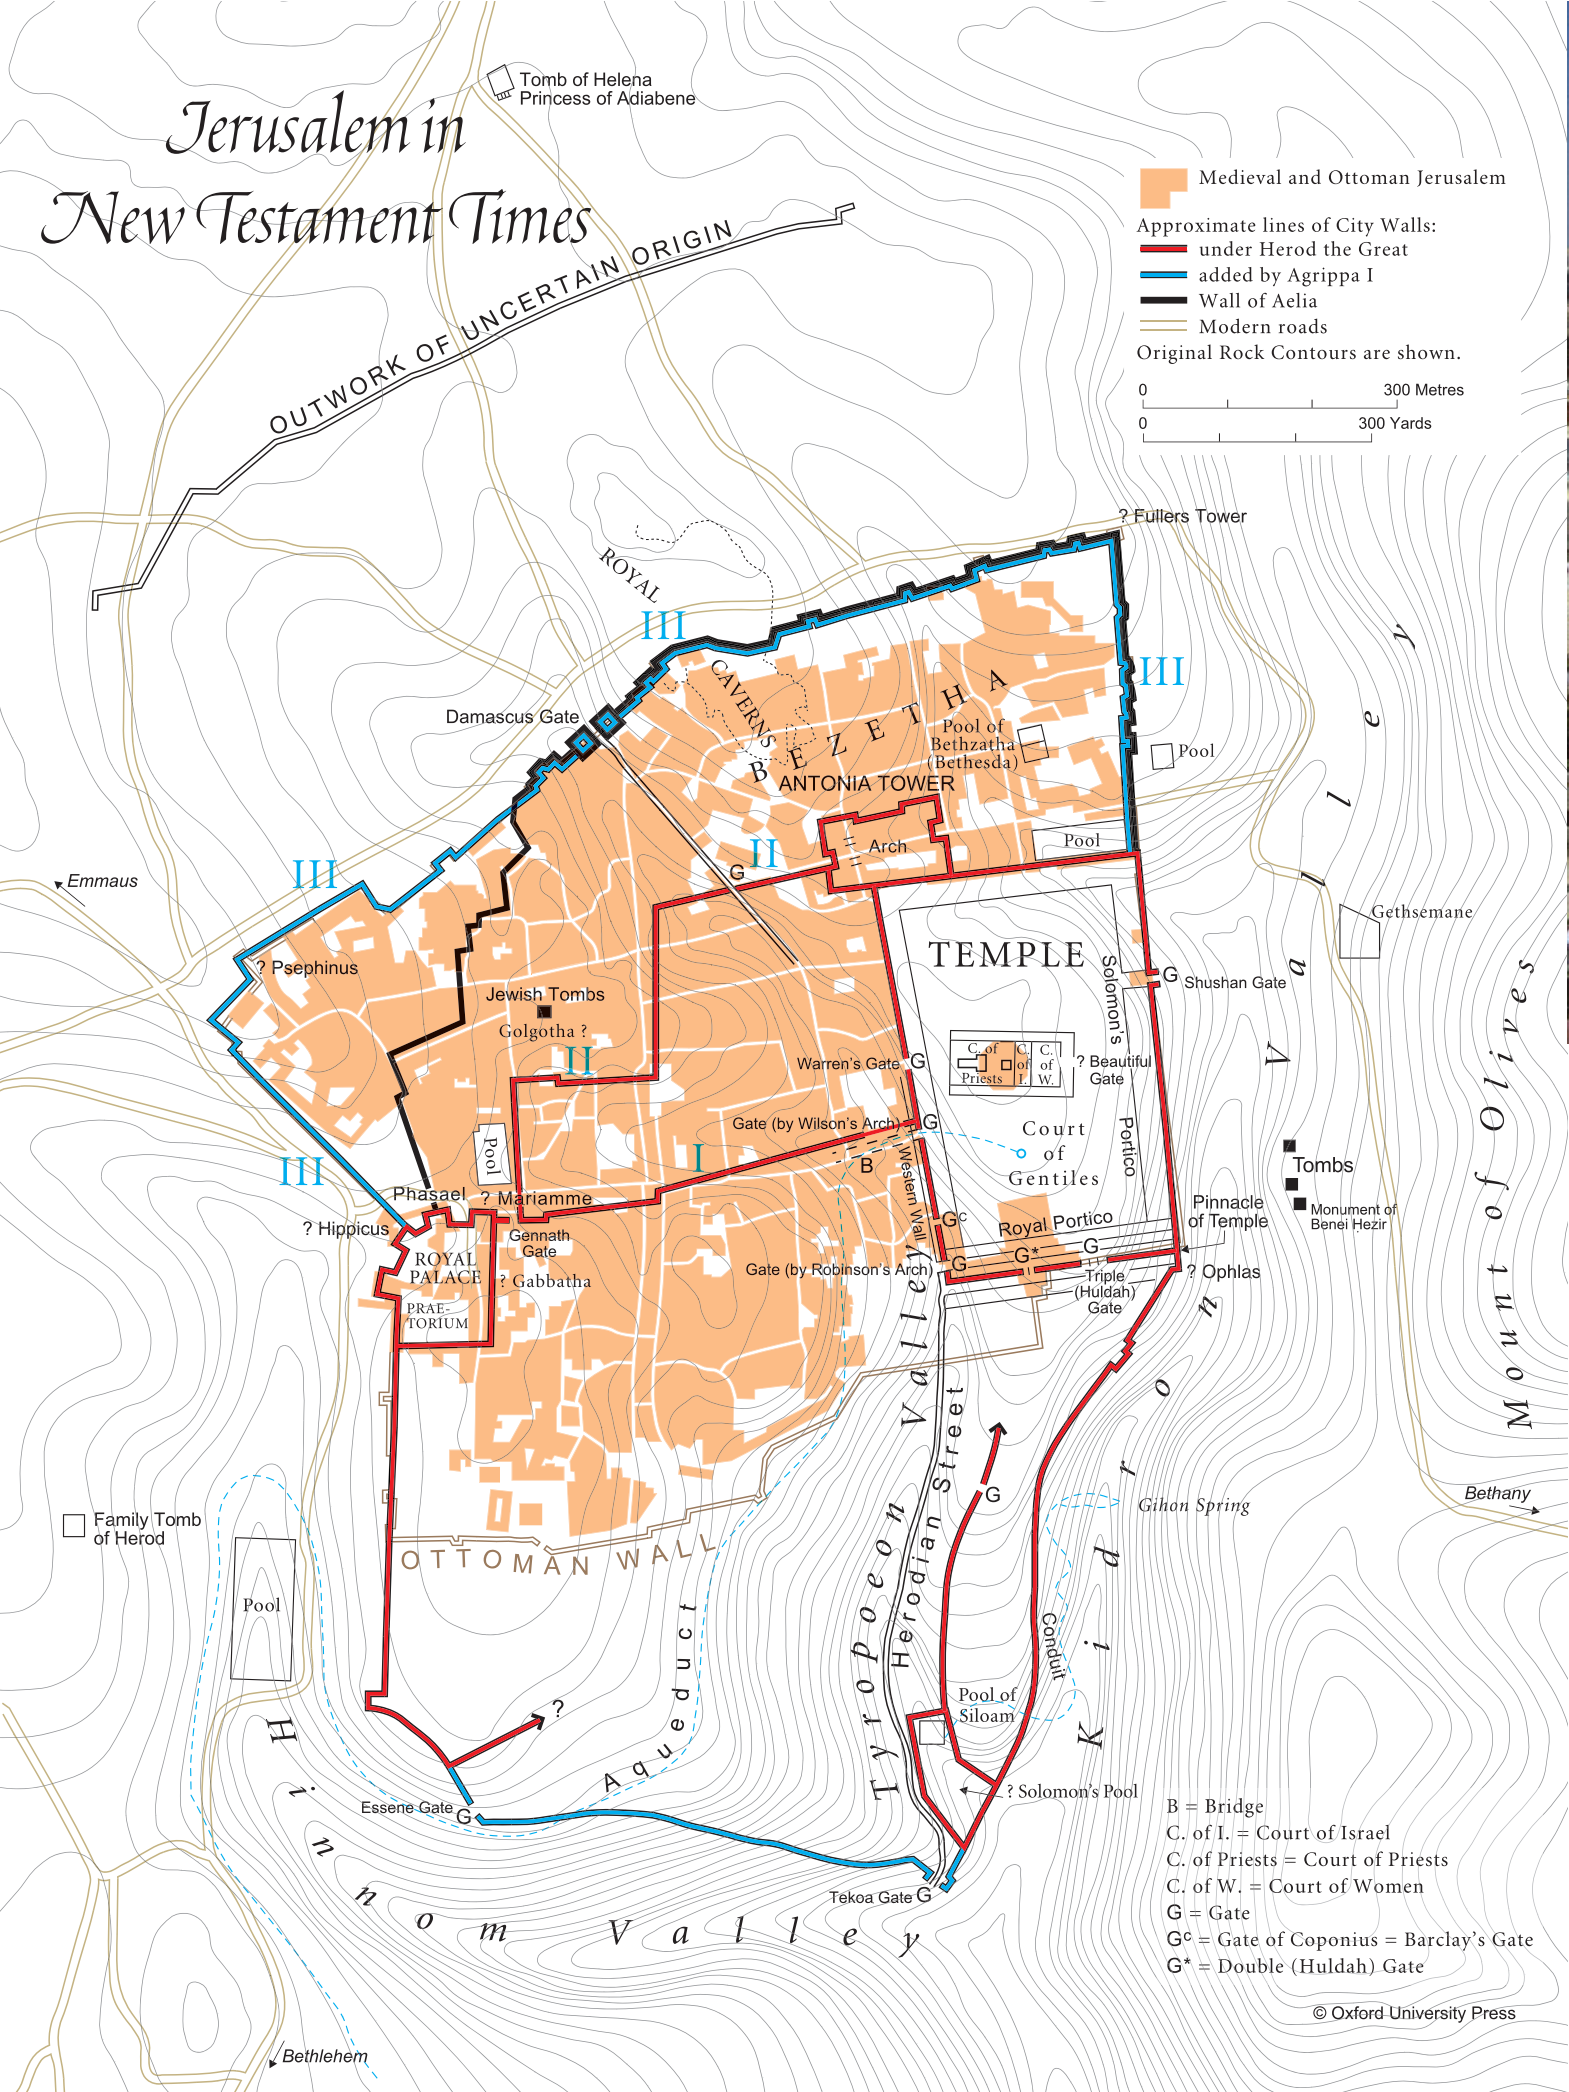 Jerusalem in
New Testament Times
Tomb of Helena
Princess of Adiabene
OUTWORK OF UNCERTAIN ORIGIN
Medieval and Ottoman Jerusalem
Approximate lines of City Walls:
under Herod the Great
added by Agrippa I
Wall of Aelia
Modern roads
Original Rock Contours are shown.
0 300 Metres
0 300 Yards
? Fullers Tower
ROYAL
CAVERNS
III
III
Damascus Gate
BEZETHA
Pool of
Bethzatha
(Bethesda)
Pool
ANTONIA TOWER
Arch
Pool
II
G
III
Emmaus
Gethsemane
? Psephinus
TEMPLE
Solomon's
Portico
G Shushan Gate
Jewish Tombs
Golgotha ?
II
Warren's Gate G
C. of
Priests
C.
of
I.
C.
of
W.
? Beautiful
Gate
Gate (by Wilson's Arch) G
Court
of
Gentiles
B
Western Wall
I
Pool
III
Tombs
Monument of
Benei Hezir
Phasael
? Mariamme
? Hippicus
Gennath
Gate
ROYAL
PALACE
? Gabbatha
PRAE-
TORIUM
Gc
Royal Portico
Pinnacle
of Temple
Gate (by Robinson's Arch) G
G*
G
Triple
(Huldah)
Gate
? Ophlas
Kidron Valley
Mount of Olives
Tyropoeon Valley
Herodian Street
G
Gihon Spring
Bethany
Family Tomb
of Herod
Pool
OTTOMAN WALL
Aqueduct
Conduit
Pool of
Siloam
?
? Solomon's Pool
Essene Gate G
Tekoa Gate G
Hinnom Valley
Bethlehem
B = Bridge
C. of I. = Court of Israel
C. of Priests = Court of Priests
C. of W. = Court of Women
G = Gate
Gc = Gate of Coponius = Barclay's Gate
G* = Double (Huldah) Gate
© Oxford University Press